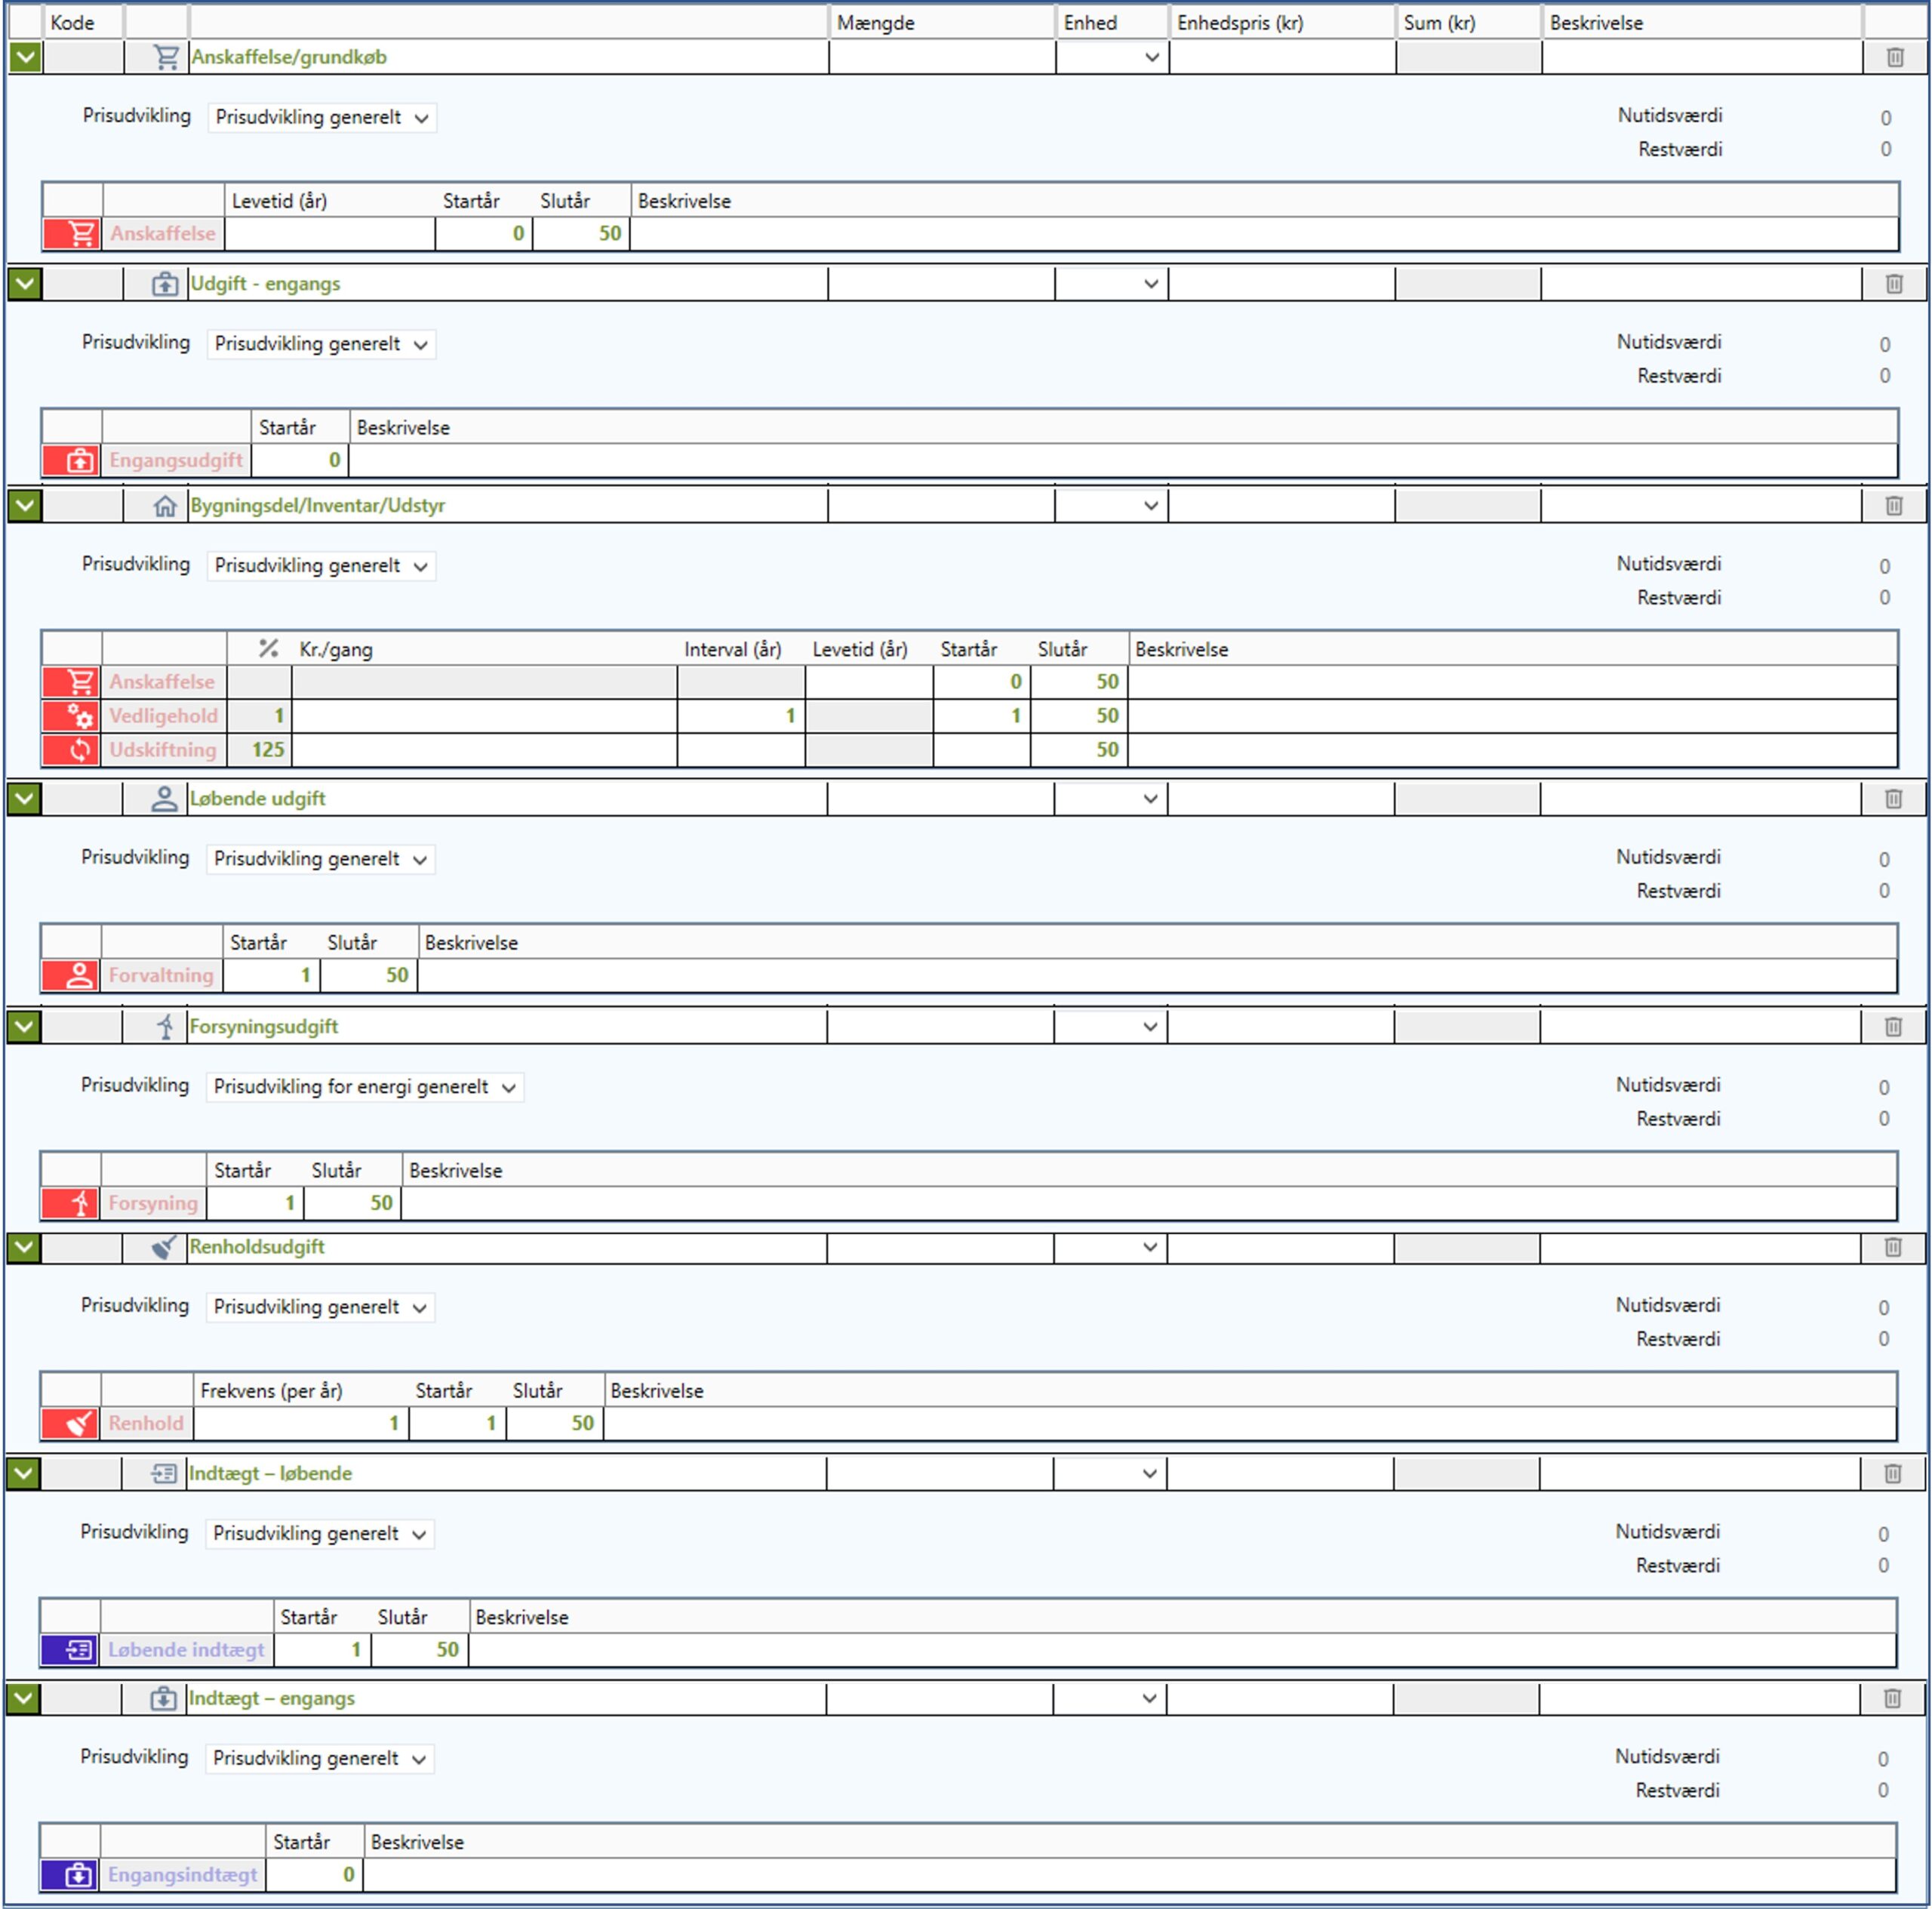 Kode Mængde Enhed Enhedspris (kr) Sum (kr) Beskrivelse
Anskaffelse/grundkøb
Prisudvikling Prisudvikling generelt Nutidsværdi 0
Restværdi 0
Levetid (år) Startår Slutår Beskrivelse
Anskaffelse 0 50
Udgift - engangs
Prisudvikling Prisudvikling generelt Nutidsværdi 0
Restværdi 0
Startår Beskrivelse
Engangsudgift 0
Bygningsdel/Inventar/Udstyr
Prisudvikling Prisudvikling generelt Nutidsværdi 0
Restværdi 0
% Kr./gang Interval (år) Levetid (år) Startår Slutår Beskrivelse
Anskaffelse 0 50
Vedligehold 1 1 1 50
Udskiftning 125 50
Løbende udgift
Prisudvikling Prisudvikling generelt Nutidsværdi 0
Restværdi 0
Startår Slutår Beskrivelse
Forvaltning 1 50
Forsyningsudgift
Prisudvikling Prisudvikling for energi generelt Nutidsværdi 0
Restværdi 0
Startår Slutår Beskrivelse
Forsyning 1 50
Renholdsudgift
Prisudvikling Prisudvikling generelt Nutidsværdi 0
Restværdi 0
Frekvens (per år) Startår Slutår Beskrivelse
Renhold 1 1 50
Indtægt – løbende
Prisudvikling Prisudvikling generelt Nutidsværdi 0
Restværdi 0
Startår Slutår Beskrivelse
Løbende indtægt 1 50
Indtægt – engangs
Prisudvikling Prisudvikling generelt Nutidsværdi 0
Restværdi 0
Startår Beskrivelse
Engangsindtægt 0